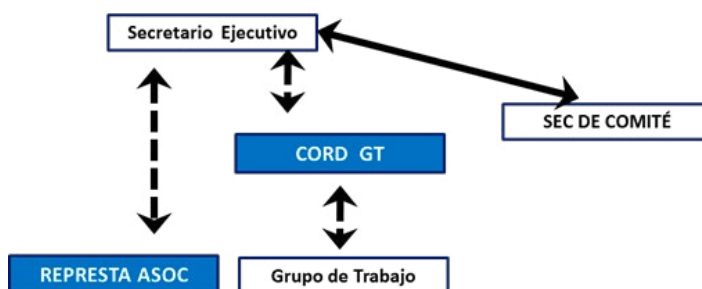 Secretario Ejecutivo
SEC DE COMITÉ
CORD GT
REPRESTA ASOC
Grupo de Trabajo